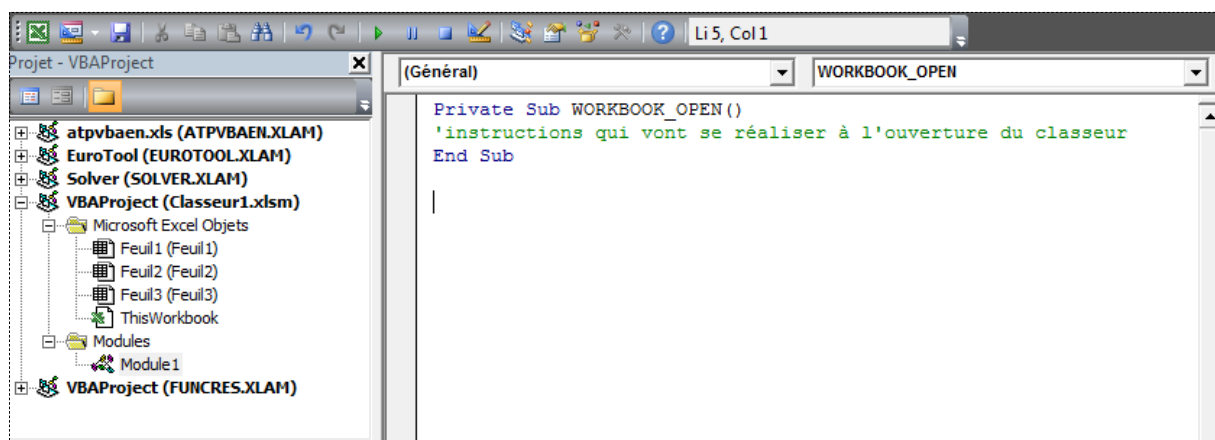 Li 5, Col 1
Projet - VBAProject
(Général)
WORKBOOK_OPEN
atpvbaen.xls (ATPVBAEN.XLAM)
EuroTool (EUROTOOL.XLAM)
Solver (SOLVER.XLAM)
VBAProject (Classeur1.xlsm)
Microsoft Excel Objets
Feuil1 (Feuil1)
Feuil2 (Feuil2)
Feuil3 (Feuil3)
ThisWorkbook
Modules
Module1
VBAProject (FUNCRES.XLAM)
Private Sub WORKBOOK_OPEN()
'instructions qui vont se réaliser à l'ouverture du classeur
End Sub